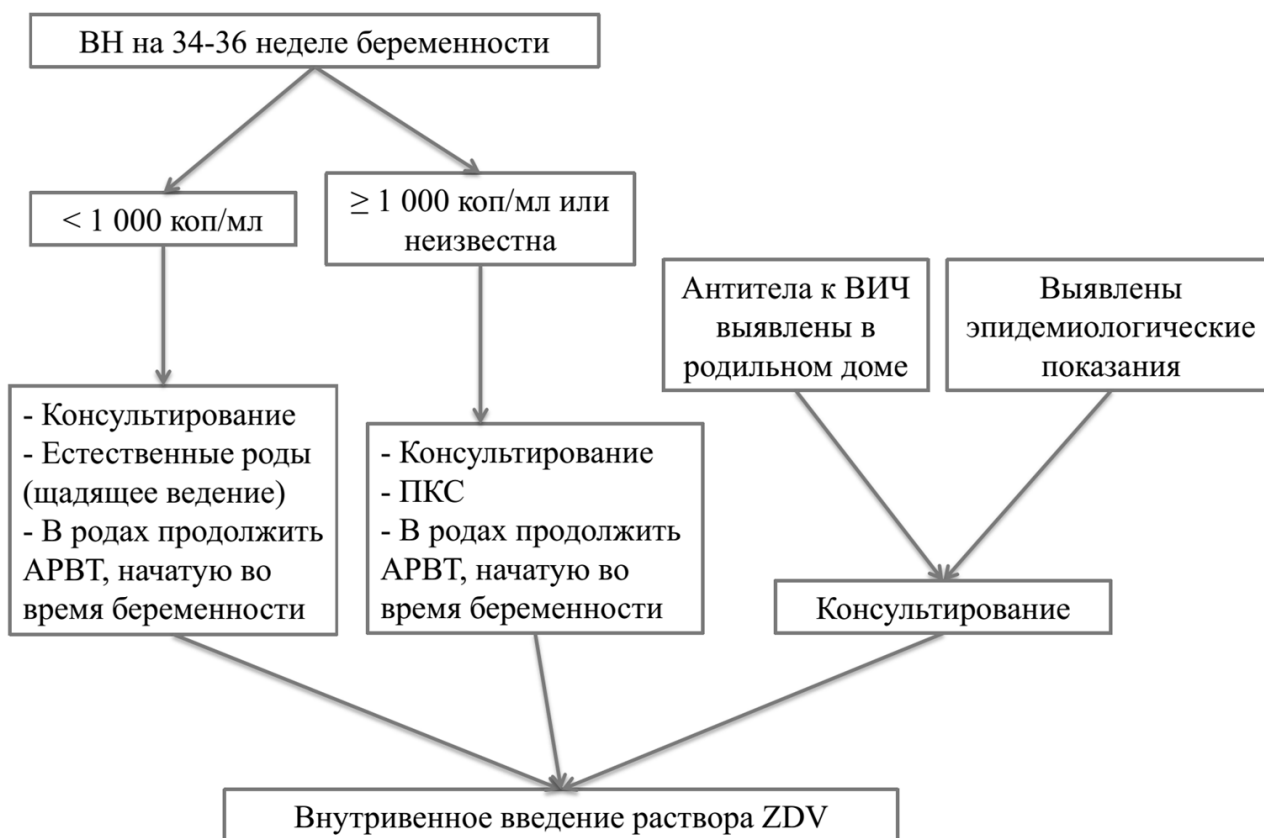 ВН на 34-36 неделе беременности
< 1 000 коп/мл
≥ 1 000 коп/мл или
неизвестна
Антитела к ВИЧ
выявлены в
родильном доме
Выявлены
эпидемиологические
показания
- Консультирование
- Естественные роды
(щадящее ведение)
- В родах продолжить
АРВТ, начатую во
время беременности
- Консультирование
- ПКС
- В родах продолжить
АРВТ, начатую во
время беременности
Консультирование
Внутривенное введение раствора ZDV